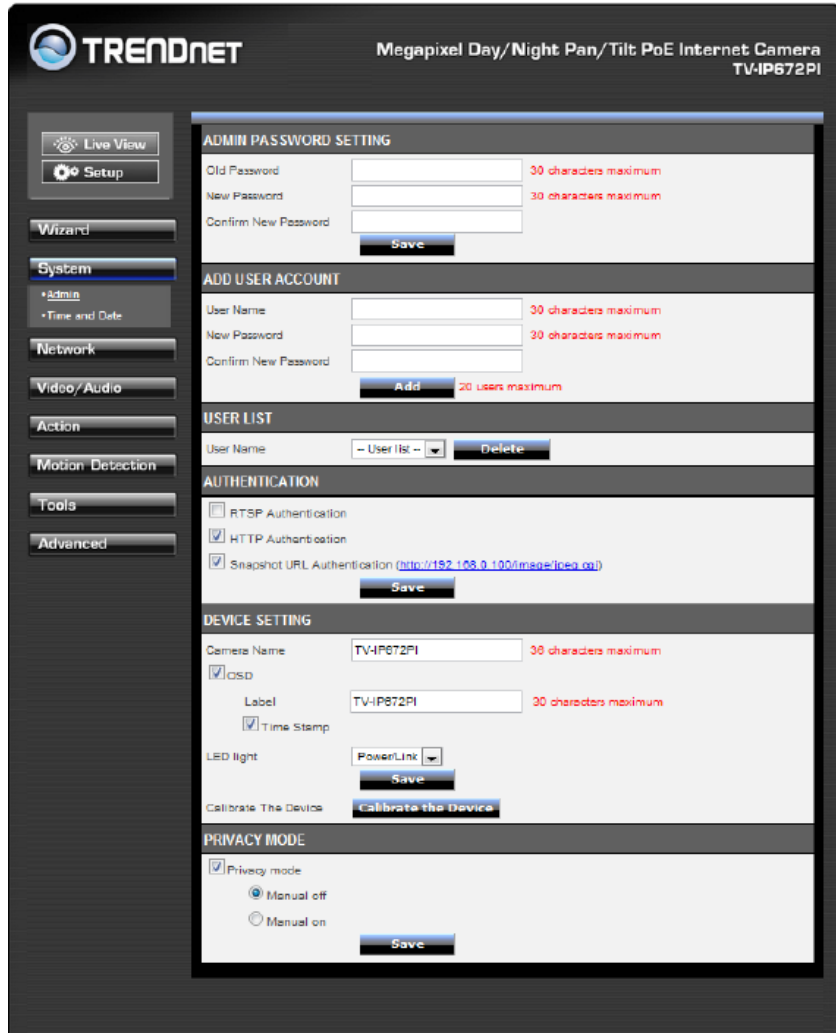 TRENDnet
Megapixel Day/Night Pan/Tilt PoE Internet Camera
TV-IP672PI
Live View
Setup
Wizard
System
•Admin
•Time and Date
Network
Video/Audio
Action
Motion Detection
Tools
Advanced
ADMIN PASSWORD SETTING
Old Password 30 characters maximum
New Password 30 characters maximum
Confirm New Password
Save
ADD USER ACCOUNT
User Name 30 characters maximum
New Password 30 characters maximum
Confirm New Password
Add 20 users maximum
USER LIST
User Name -- User list -- Delete
AUTHENTICATION
RTSP Authentication
HTTP Authentication
Snapshot URL Authentication (http://192.168.0.100/image/jpeg.cgi)
Save
DEVICE SETTING
Camera Name TV-IP672PI 36 characters maximum
OSD
Label TV-IP672PI 30 characters maximum
Time Stamp
LED light Power/Link
Save
Calibrate The Device Calibrate the Device
PRIVACY MODE
Privacy mode
Manual off
Manual on
Save